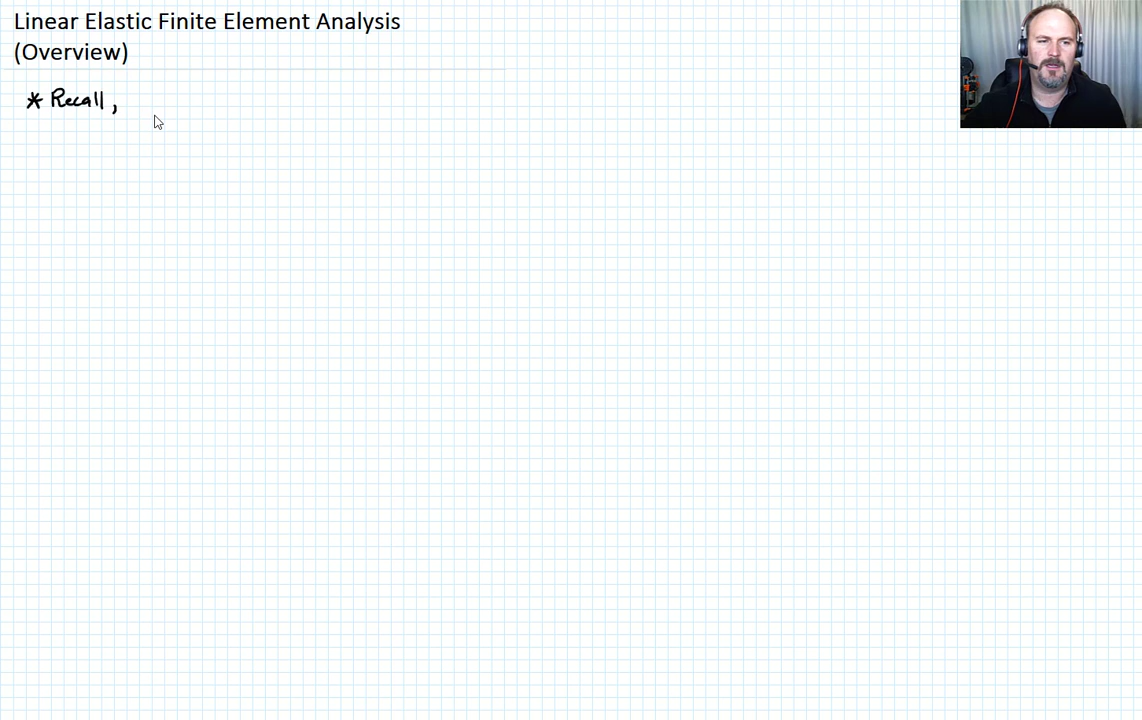 Linear Elastic Finite Element Analysis
(Overview)
* Recall,